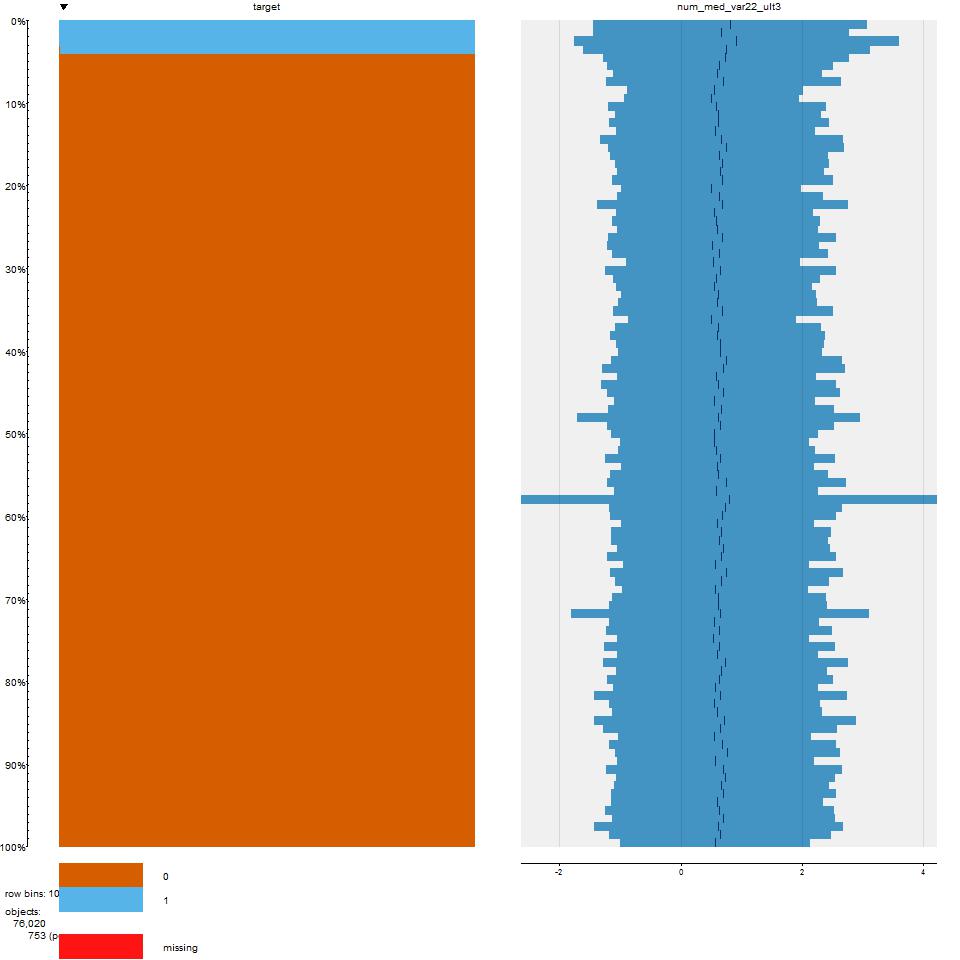 target num_med_var22_ult3
0%
10%
20%
30%
40%
50%
60%
70%
80%
90%
100%
-2 0 2 4
0
row bins: 10
1
objects:
76,020
753 (p
missing